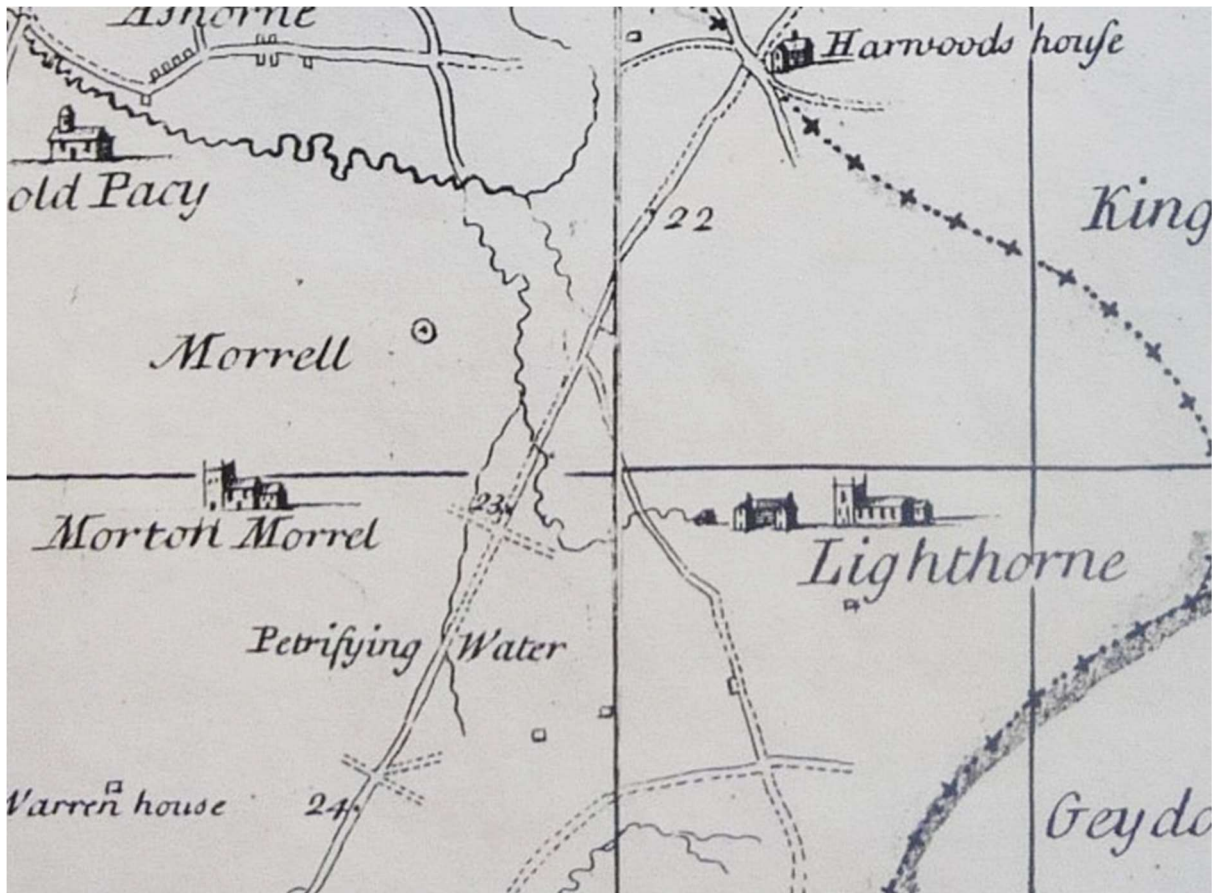 Ashorne
Harwoods houſe
old Pacy
22
King
Morrell
23
Morton Morrel
Lighthorne
Petrifying Water
Warren house
24
Geydo